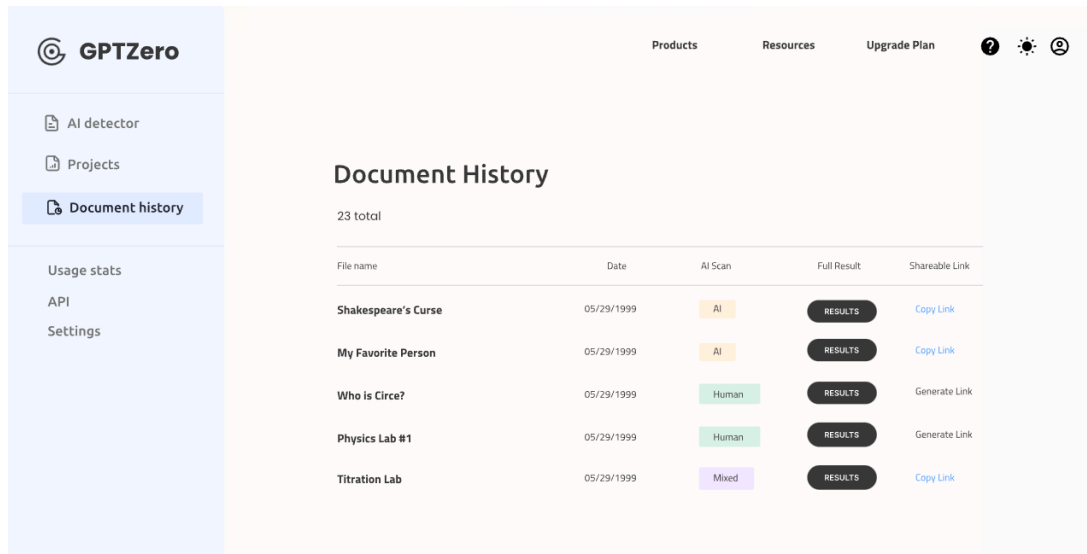 GPTZero
Products Resources Upgrade Plan
AI detector
Projects
Document history
Usage stats
API
Settings
Document History
23 total
File name Date AI Scan Full Result Shareable Link
Shakespeare's Curse 05/29/1999 AI RESULTS Copy Link
My Favorite Person 05/29/1999 AI RESULTS Copy Link
Who is Circe? 05/29/1999 Human RESULTS Generate Link
Physics Lab #1 05/29/1999 Human RESULTS Generate Link
Titration Lab 05/29/1999 Mixed RESULTS Copy Link